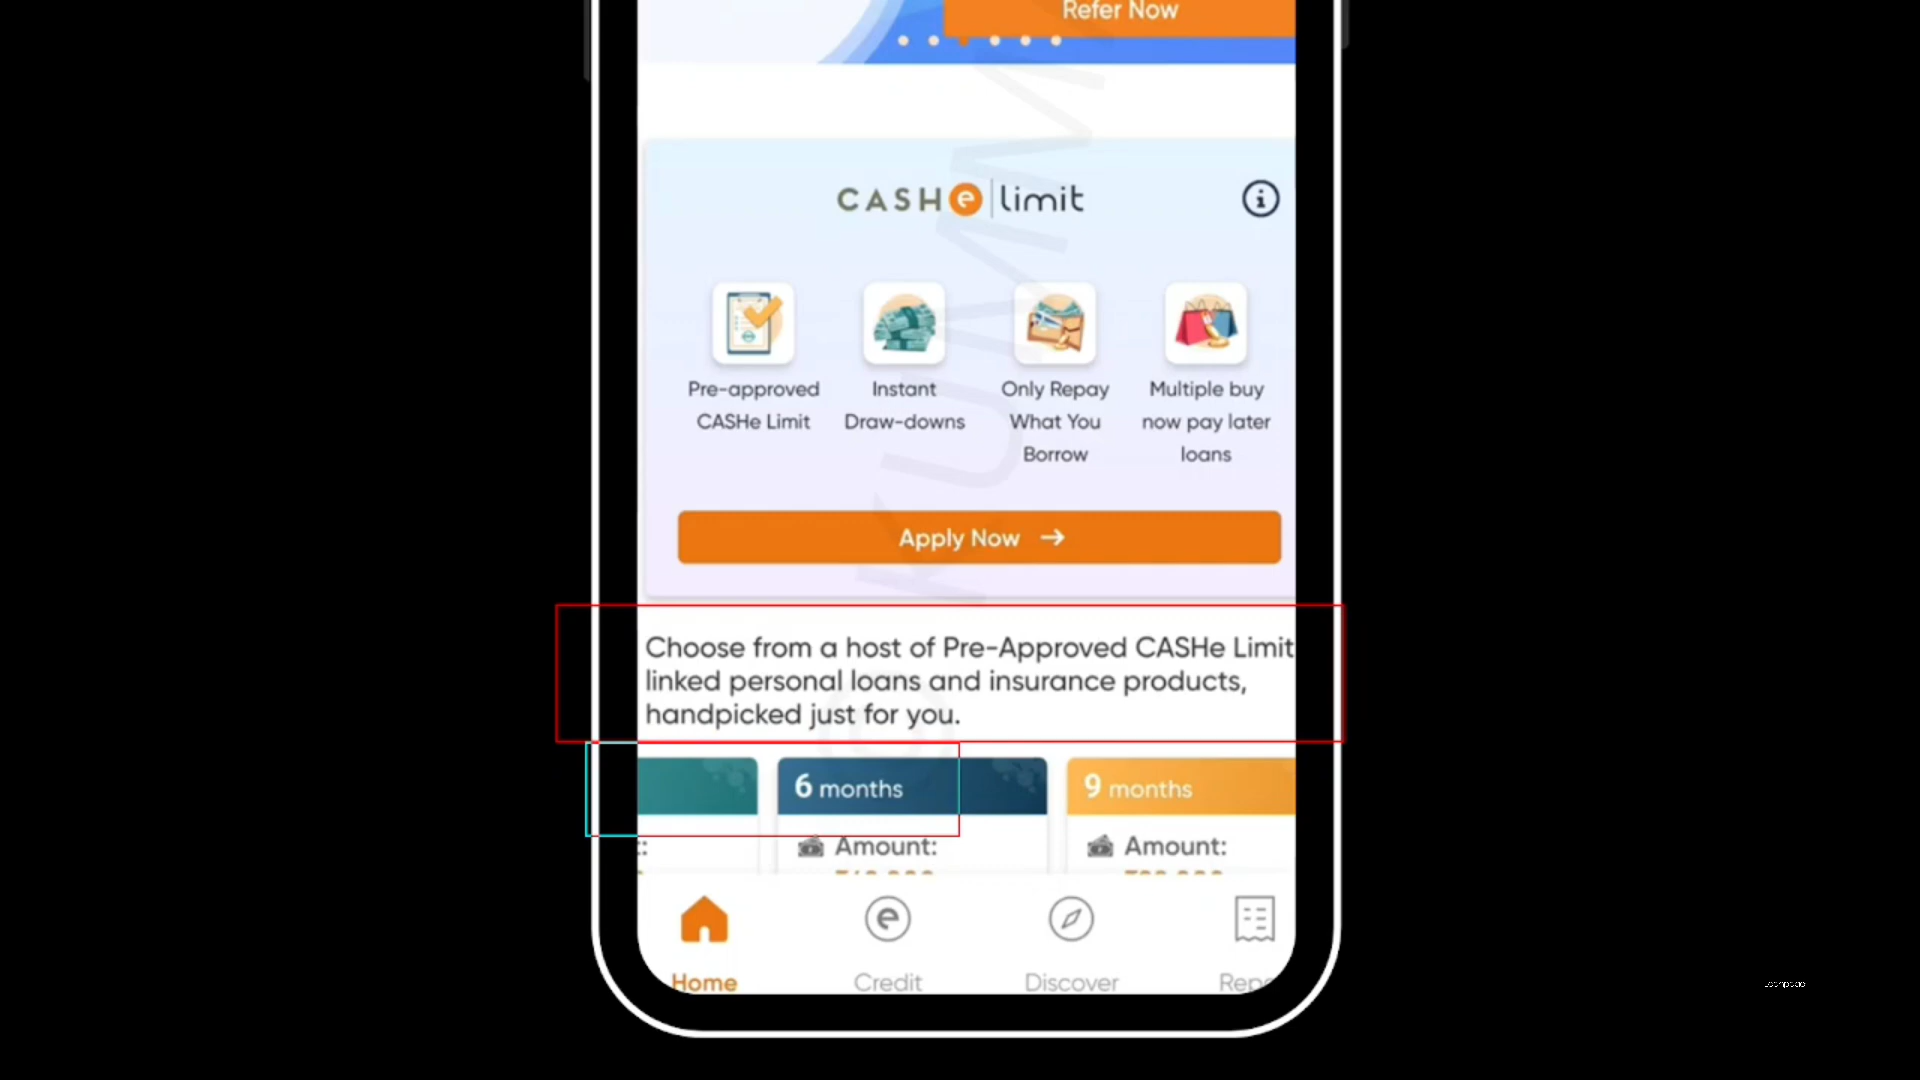 Refer Now
CASHe limit
Pre-approved
CASHe Limit
Instant
Draw-downs
Only Repay
What You
Borrow
Multiple buy
now pay later
loans
Apply Now →
Choose from a host of Pre-Approved CASHe Limit
linked personal loans and insurance products,
handpicked just for you.
6 months
9 months
Amount:
Amount:
Home
Credit
Discover